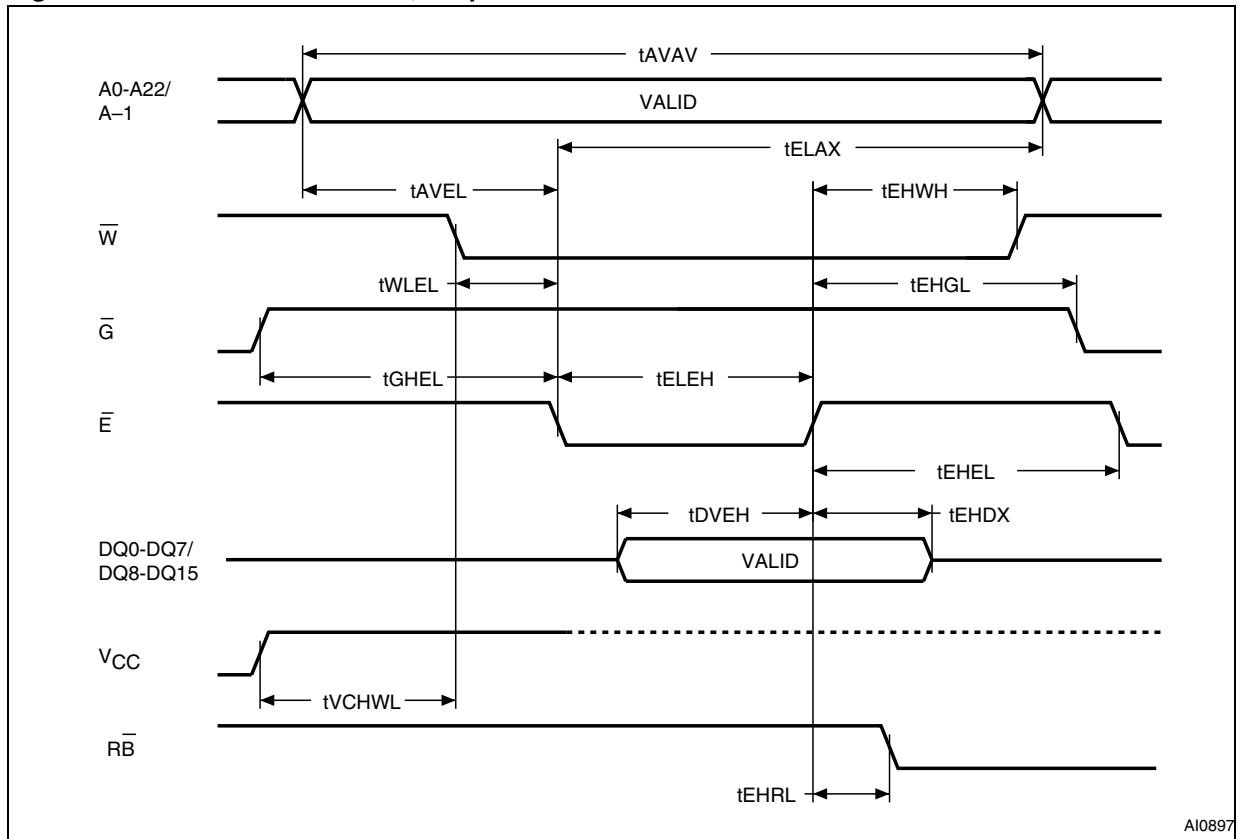 tAVAV
A0-A22/
A–1
VALID
tELAX
tAVEL
tEHWH
W̅
tWLEL
tEHGL
G̅
tGHEL
tELEH
E̅
tEHEL
tDVEH
tEHDX
DQ0-DQ7/
DQ8-DQ15
VALID
VCC
tVCHWL
RB̅
tEHRL
AI0897